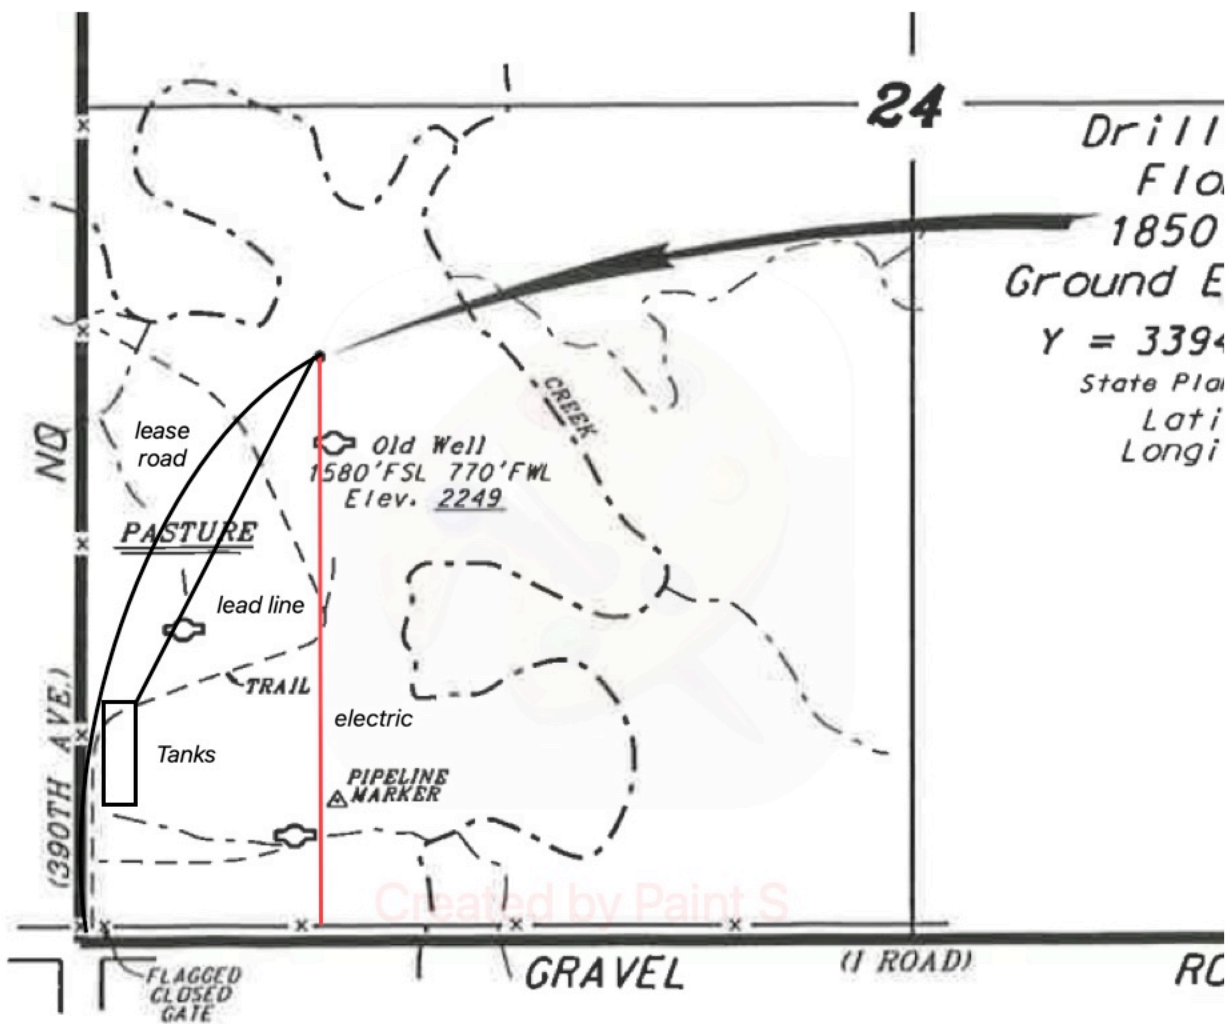 24
Drill
Flo
1850
Ground E
Y = 3394
State Pla
Lati
Longi
CREEK
lease
road
NO
Old Well
1580'FSL 770'FWL
Elev. 2249
PASTURE
lead line
TRAIL
electric
Tanks
(390TH AVE.)
PIPELINE
MARKER
Created by Paint S
GRAVEL
(I ROAD)
RO
FLAGGED
CLOSED
GATE